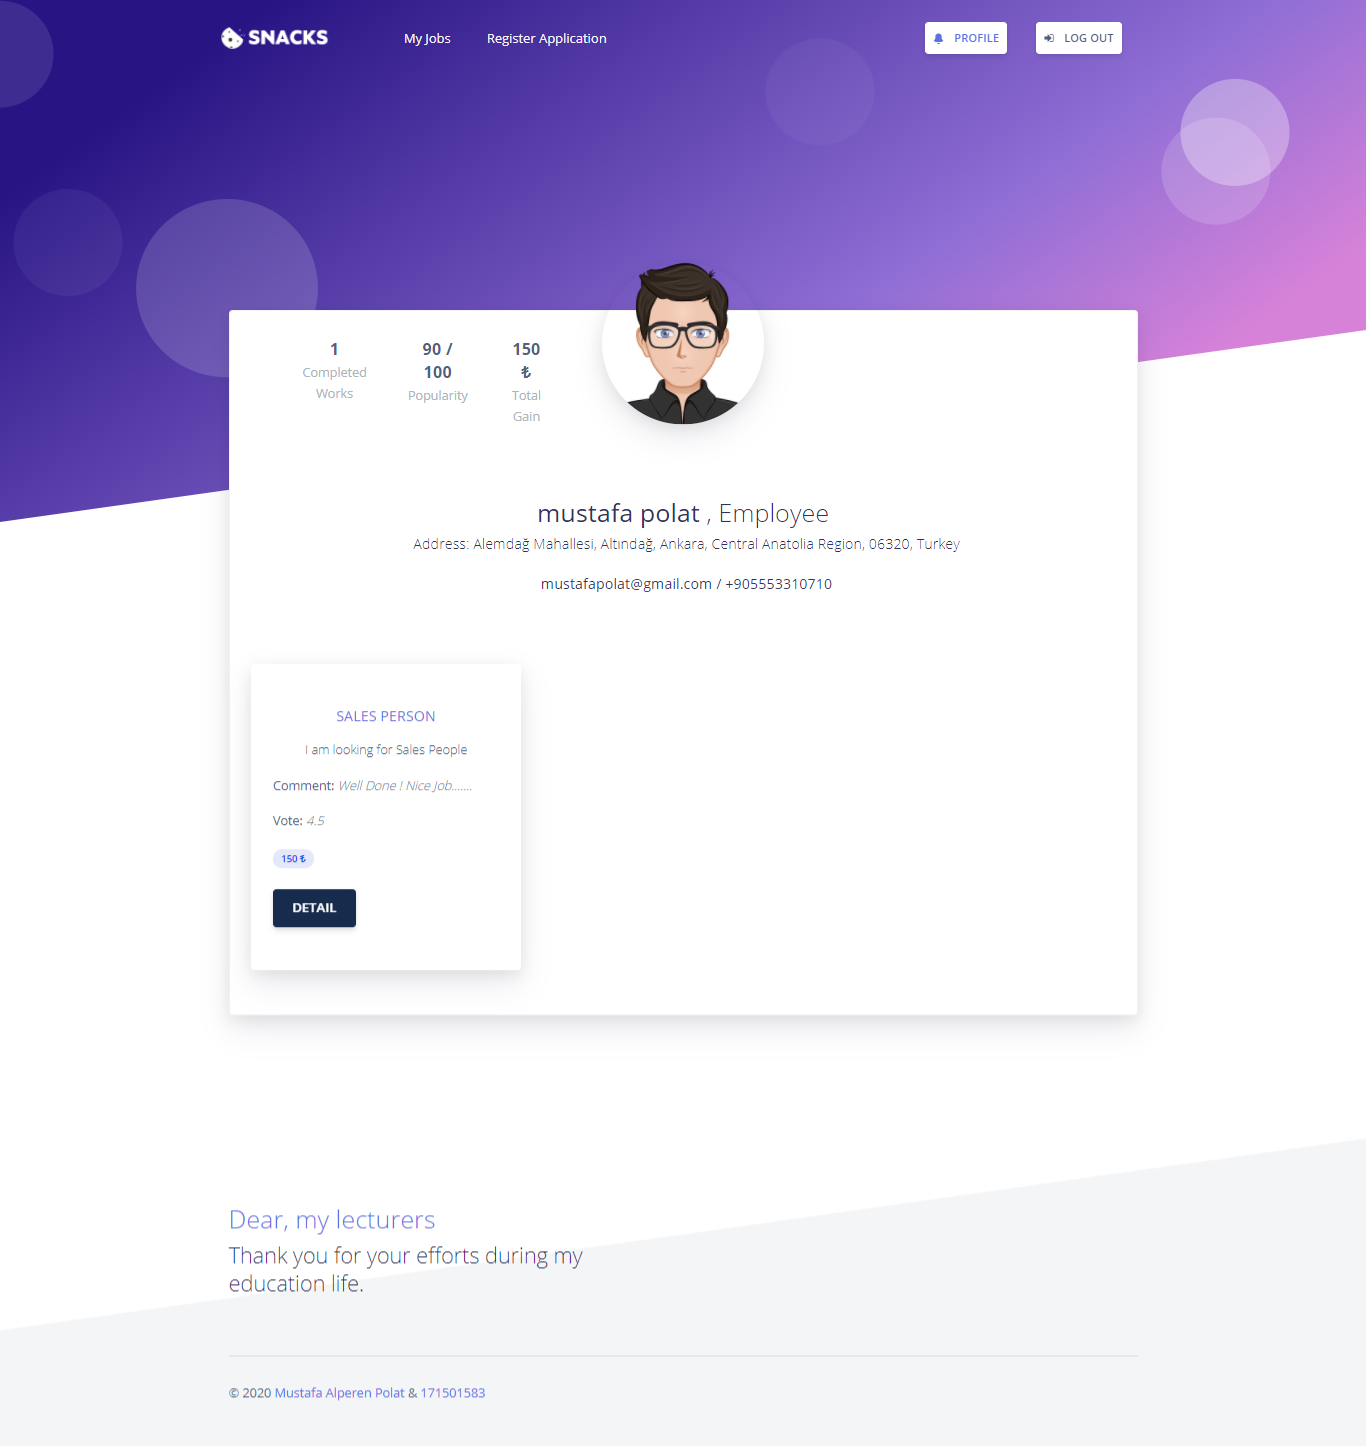 SNACKS
My Jobs
Register Application
PROFILE
LOG OUT
1
Completed
Works
90 /
100
Popularity
150
₺
Total
Gain
mustafa polat , Employee
Address: Alemdağ Mahallesi, Altındağ, Ankara, Central Anatolia Region, 06320, Turkey
mustafapolat@gmail.com / +905553310710
SALES PERSON
I am looking for Sales People
Comment: Well Done ! Nice Job.......
Vote: 4.5
150 ₺
DETAIL
Dear, my lecturers
Thank you for your efforts during my
education life.
© 2020 Mustafa Alperen Polat & 171501583